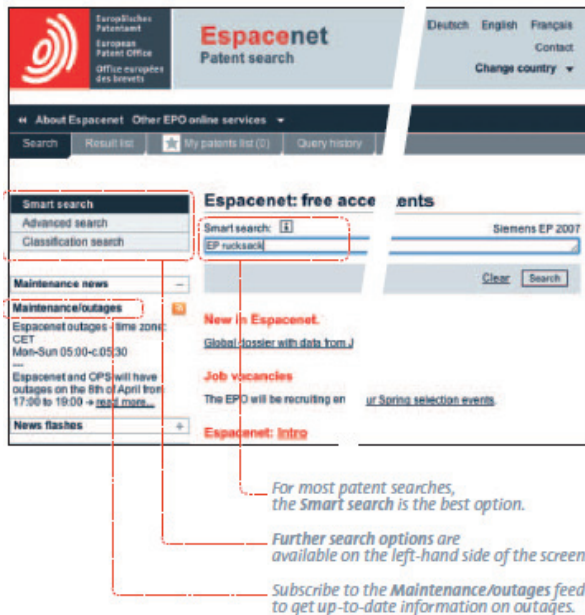 Europäisches
Patentamt
European
Patent Office
Office européen
des brevets
Espacenet
Patent search
Deutsch English Français
Contact
Change country
About Espacenet Other EPO online services
Search Result list My patents list (0) Query history
Smart search
Advanced search
Classification search
Espacenet: free acce ents
Smart search: i Siemens EP 2007
EP rucksack
Clear Search
Maintenance news
Maintenance/outages
Espacenet outages - time zone:
CET
Mon-Sun 05:00-c.05:30
---
Espacenet and OPS will have
outages on the 8th of April from
17:00 to 19:00 → read more...
News flashes +
New in Espacenet.
Global dossier with data from J
Job vacancies
The EPO will be recruiting en ur Spring selection events.
Espacenet: Intro
For most patent searches,
the Smart search is the best option.
Further search options are
available on the left-hand side of the screen
Subscribe to the Maintenance/outages feed
to get up-to-date information on outages.